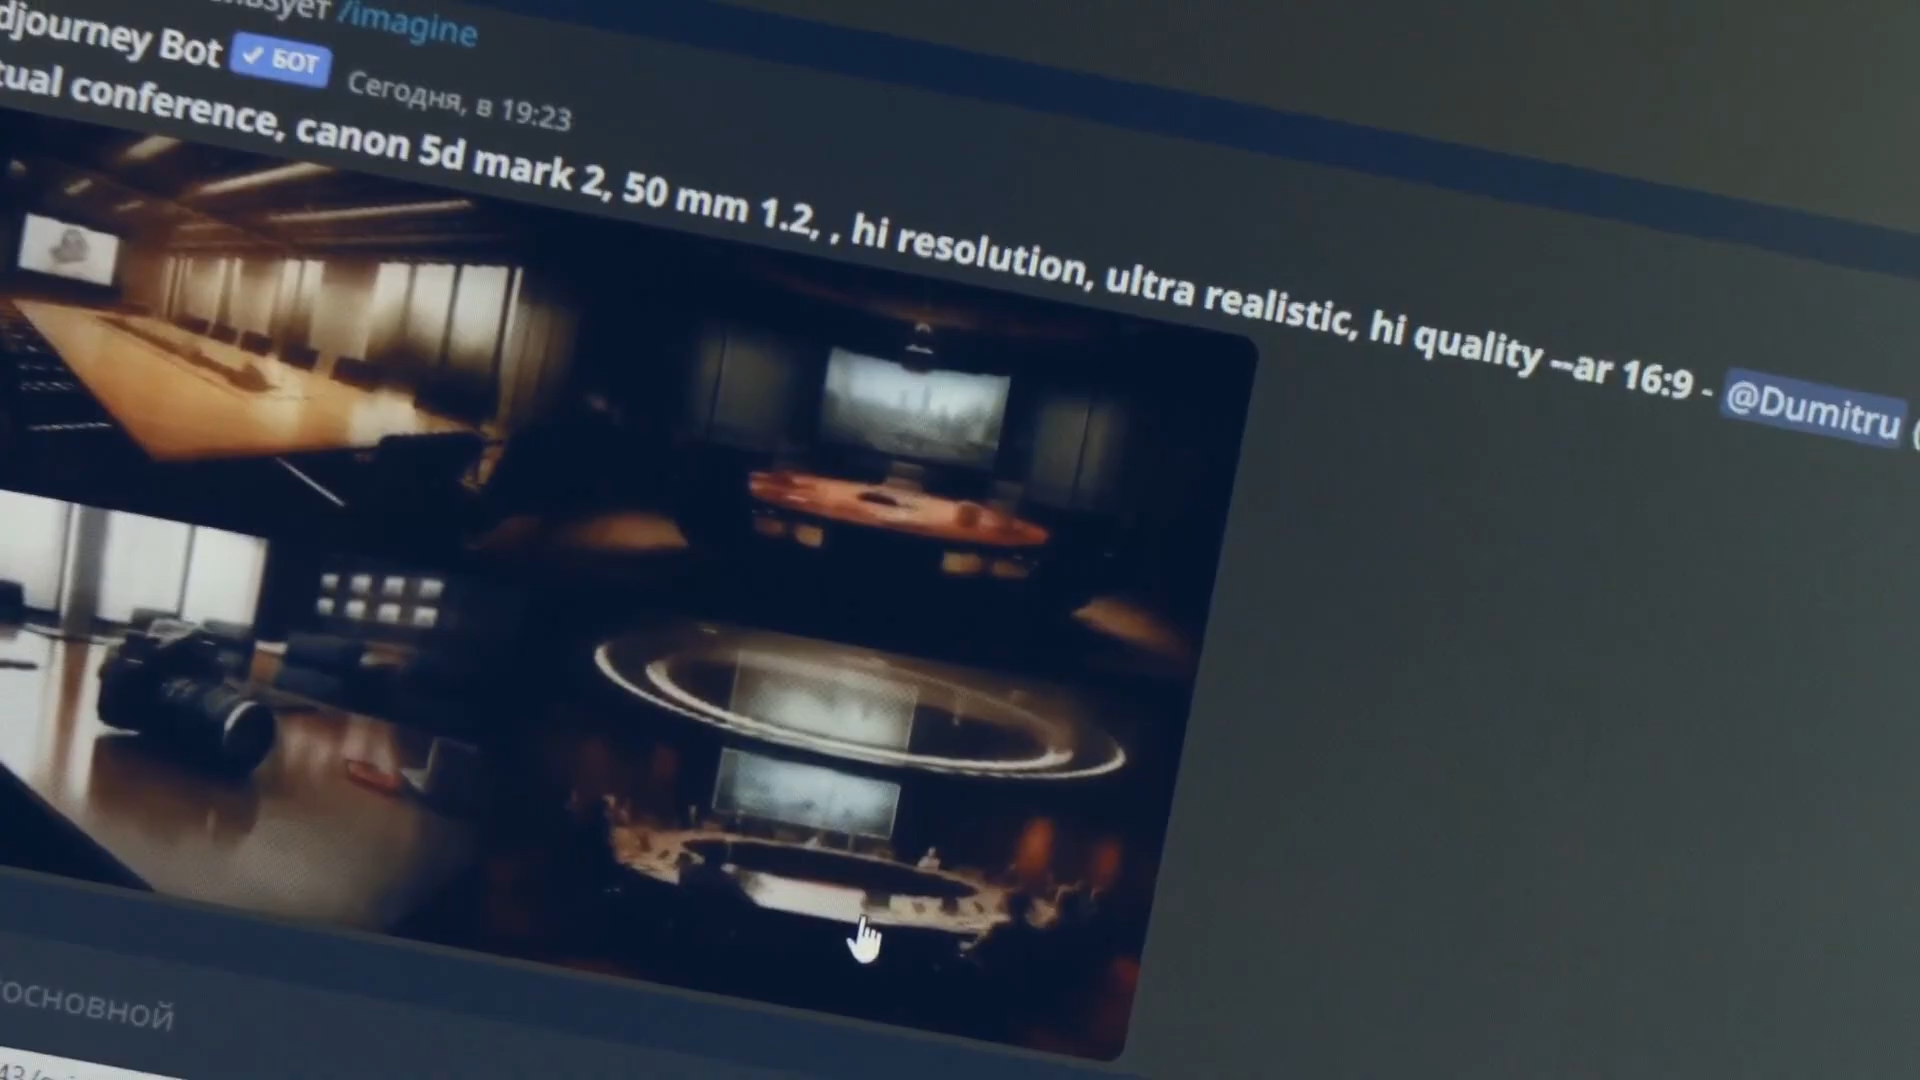 /imagine
djourney Bot ✔ БОТ Сегодня, в 19:23
tual conference, canon 5d mark 2, 50 mm 1.2, , hi resolution, ultra realistic, hi quality --ar 16:9 - @Dumitru (
основной